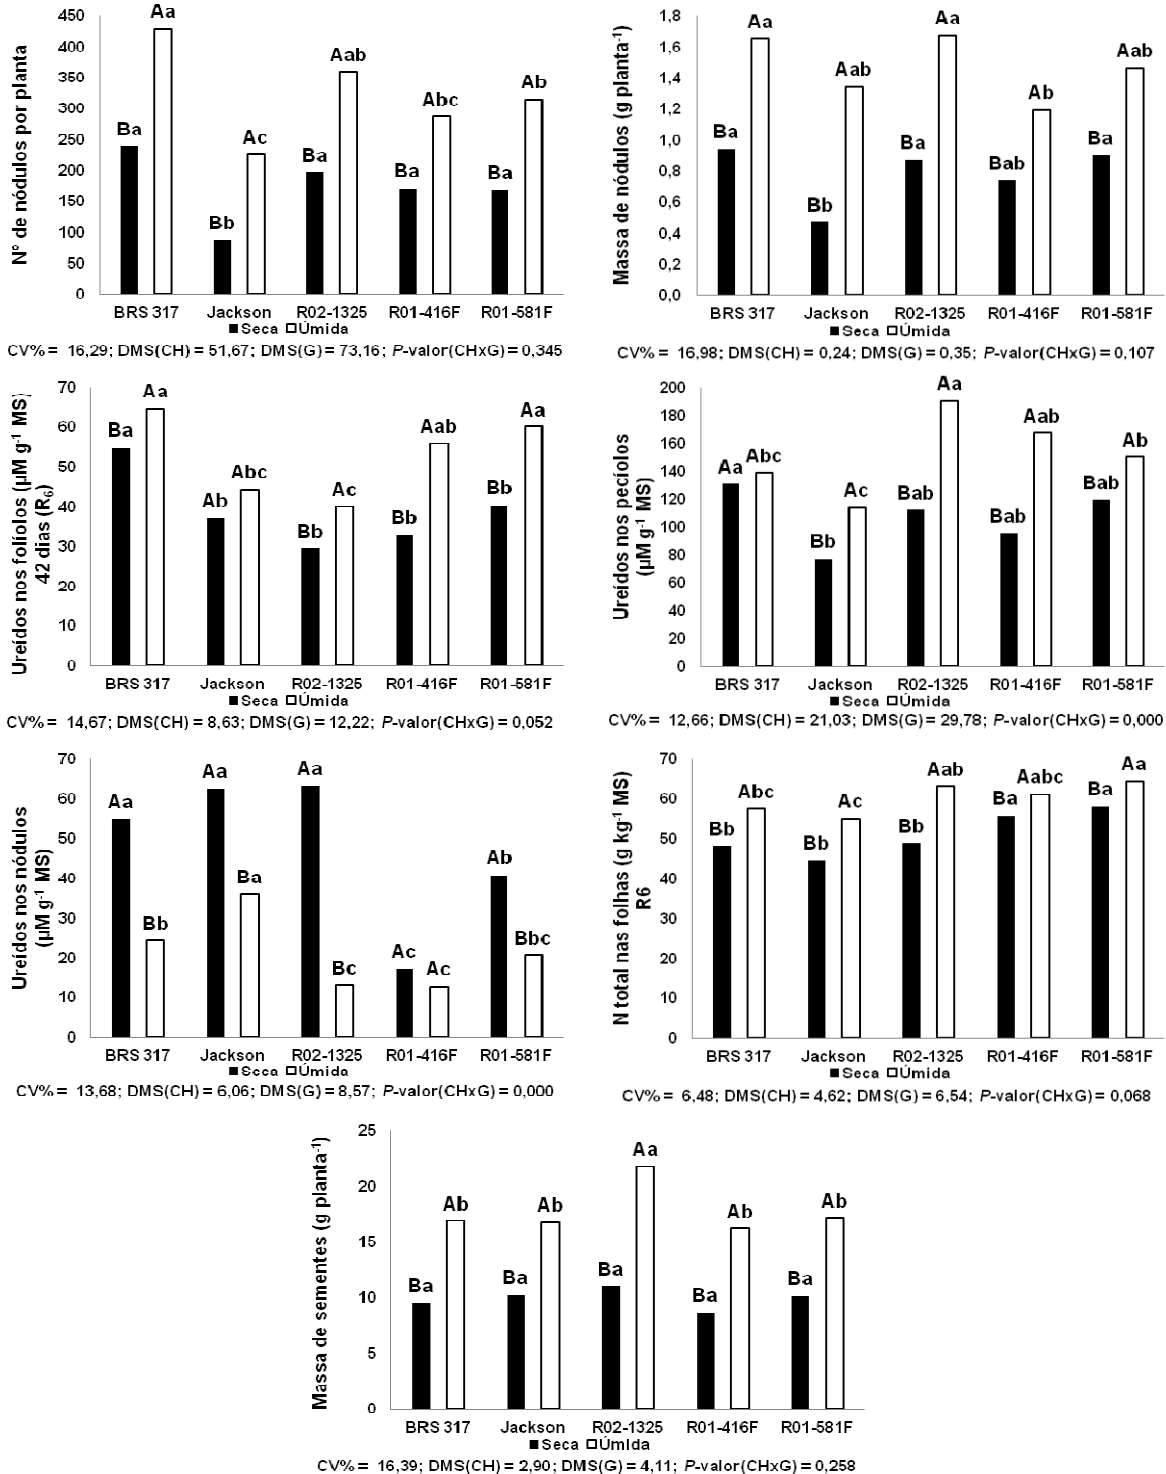 Nº de nódulos por planta
450
400
350
300
250
200
150
100
50
0
Ba Aa Bb Ac Ba Aab Ba Abc Ba Ab
BRS 317 Jackson R02-1325 R01-416F R01-581F
Seca Úmida
CV% = 16,29; DMS(CH) = 51,67; DMS(G) = 73,16; P-valor(CHxG) = 0,345
Massa de nódulos (g planta-1)
1,8
1,6
1,4
1,2
1,0
0,8
0,6
0,4
0,2
0,0
Ba Aa Bb Aab Ba Aa Bab Ab Ba Aab
BRS 317 Jackson R02-1325 R01-416F R01-581F
Seca Úmida
CV% = 16,98; DMS(CH) = 0,24; DMS(G) = 0,35; P-valor(CHxG) = 0,107
Ureídos nos folíolos (µM g-1 MS)
42 dias (R6)
70
60
50
40
30
20
10
0
Ba Aa Ab Abc Bb Ac Bb Aab Bb Aa
BRS 317 Jackson R02-1325 R01-416F R01-581F
Seca Úmida
CV% = 14,67; DMS(CH) = 8,63; DMS(G) = 12,22; P-valor(CHxG) = 0,052
Ureídos nos pecíolos
(µM g-1 MS)
200
180
160
140
120
100
80
60
40
20
0
Aa Abc Bb Ac Bab Aa Bab Aab Bab Ab
BRS 317 Jackson R02-1325 R01-416F R01-581F
Seca Úmida
CV% = 12,66; DMS(CH) = 21,03; DMS(G) = 29,78; P-valor(CHxG) = 0,000
Ureídos nos nódulos
(µM g-1 MS)
70
60
50
40
30
20
10
0
Aa Bb Aa Ba Aa Bc Ac Ac Ab Bbc
BRS 317 Jackson R02-1325 R01-416F R01-581F
Seca Úmida
CV% = 13,68; DMS(CH) = 6,06; DMS(G) = 8,57; P-valor(CHxG) = 0,000
N total nas folhas (g kg-1 MS)
R6
70
60
50
40
30
20
10
0
Bb Abc Bb Ac Bb Aab Ba Aabc Ba Aa
BRS 317 Jackson R02-1325 R01-416F R01-581F
Seca Úmida
CV% = 6,48; DMS(CH) = 4,62; DMS(G) = 6,54; P-valor(CHxG) = 0,068
Massa de sementes (g planta-1)
25
20
15
10
5
0
Ba Ab Ba Ab Ba Aa Ba Ab Ba Ab
BRS 317 Jackson R02-1325 R01-416F R01-581F
Seca Úmida
CV% = 16,39; DMS(CH) = 2,90; DMS(G) = 4,11; P-valor(CHxG) = 0,258